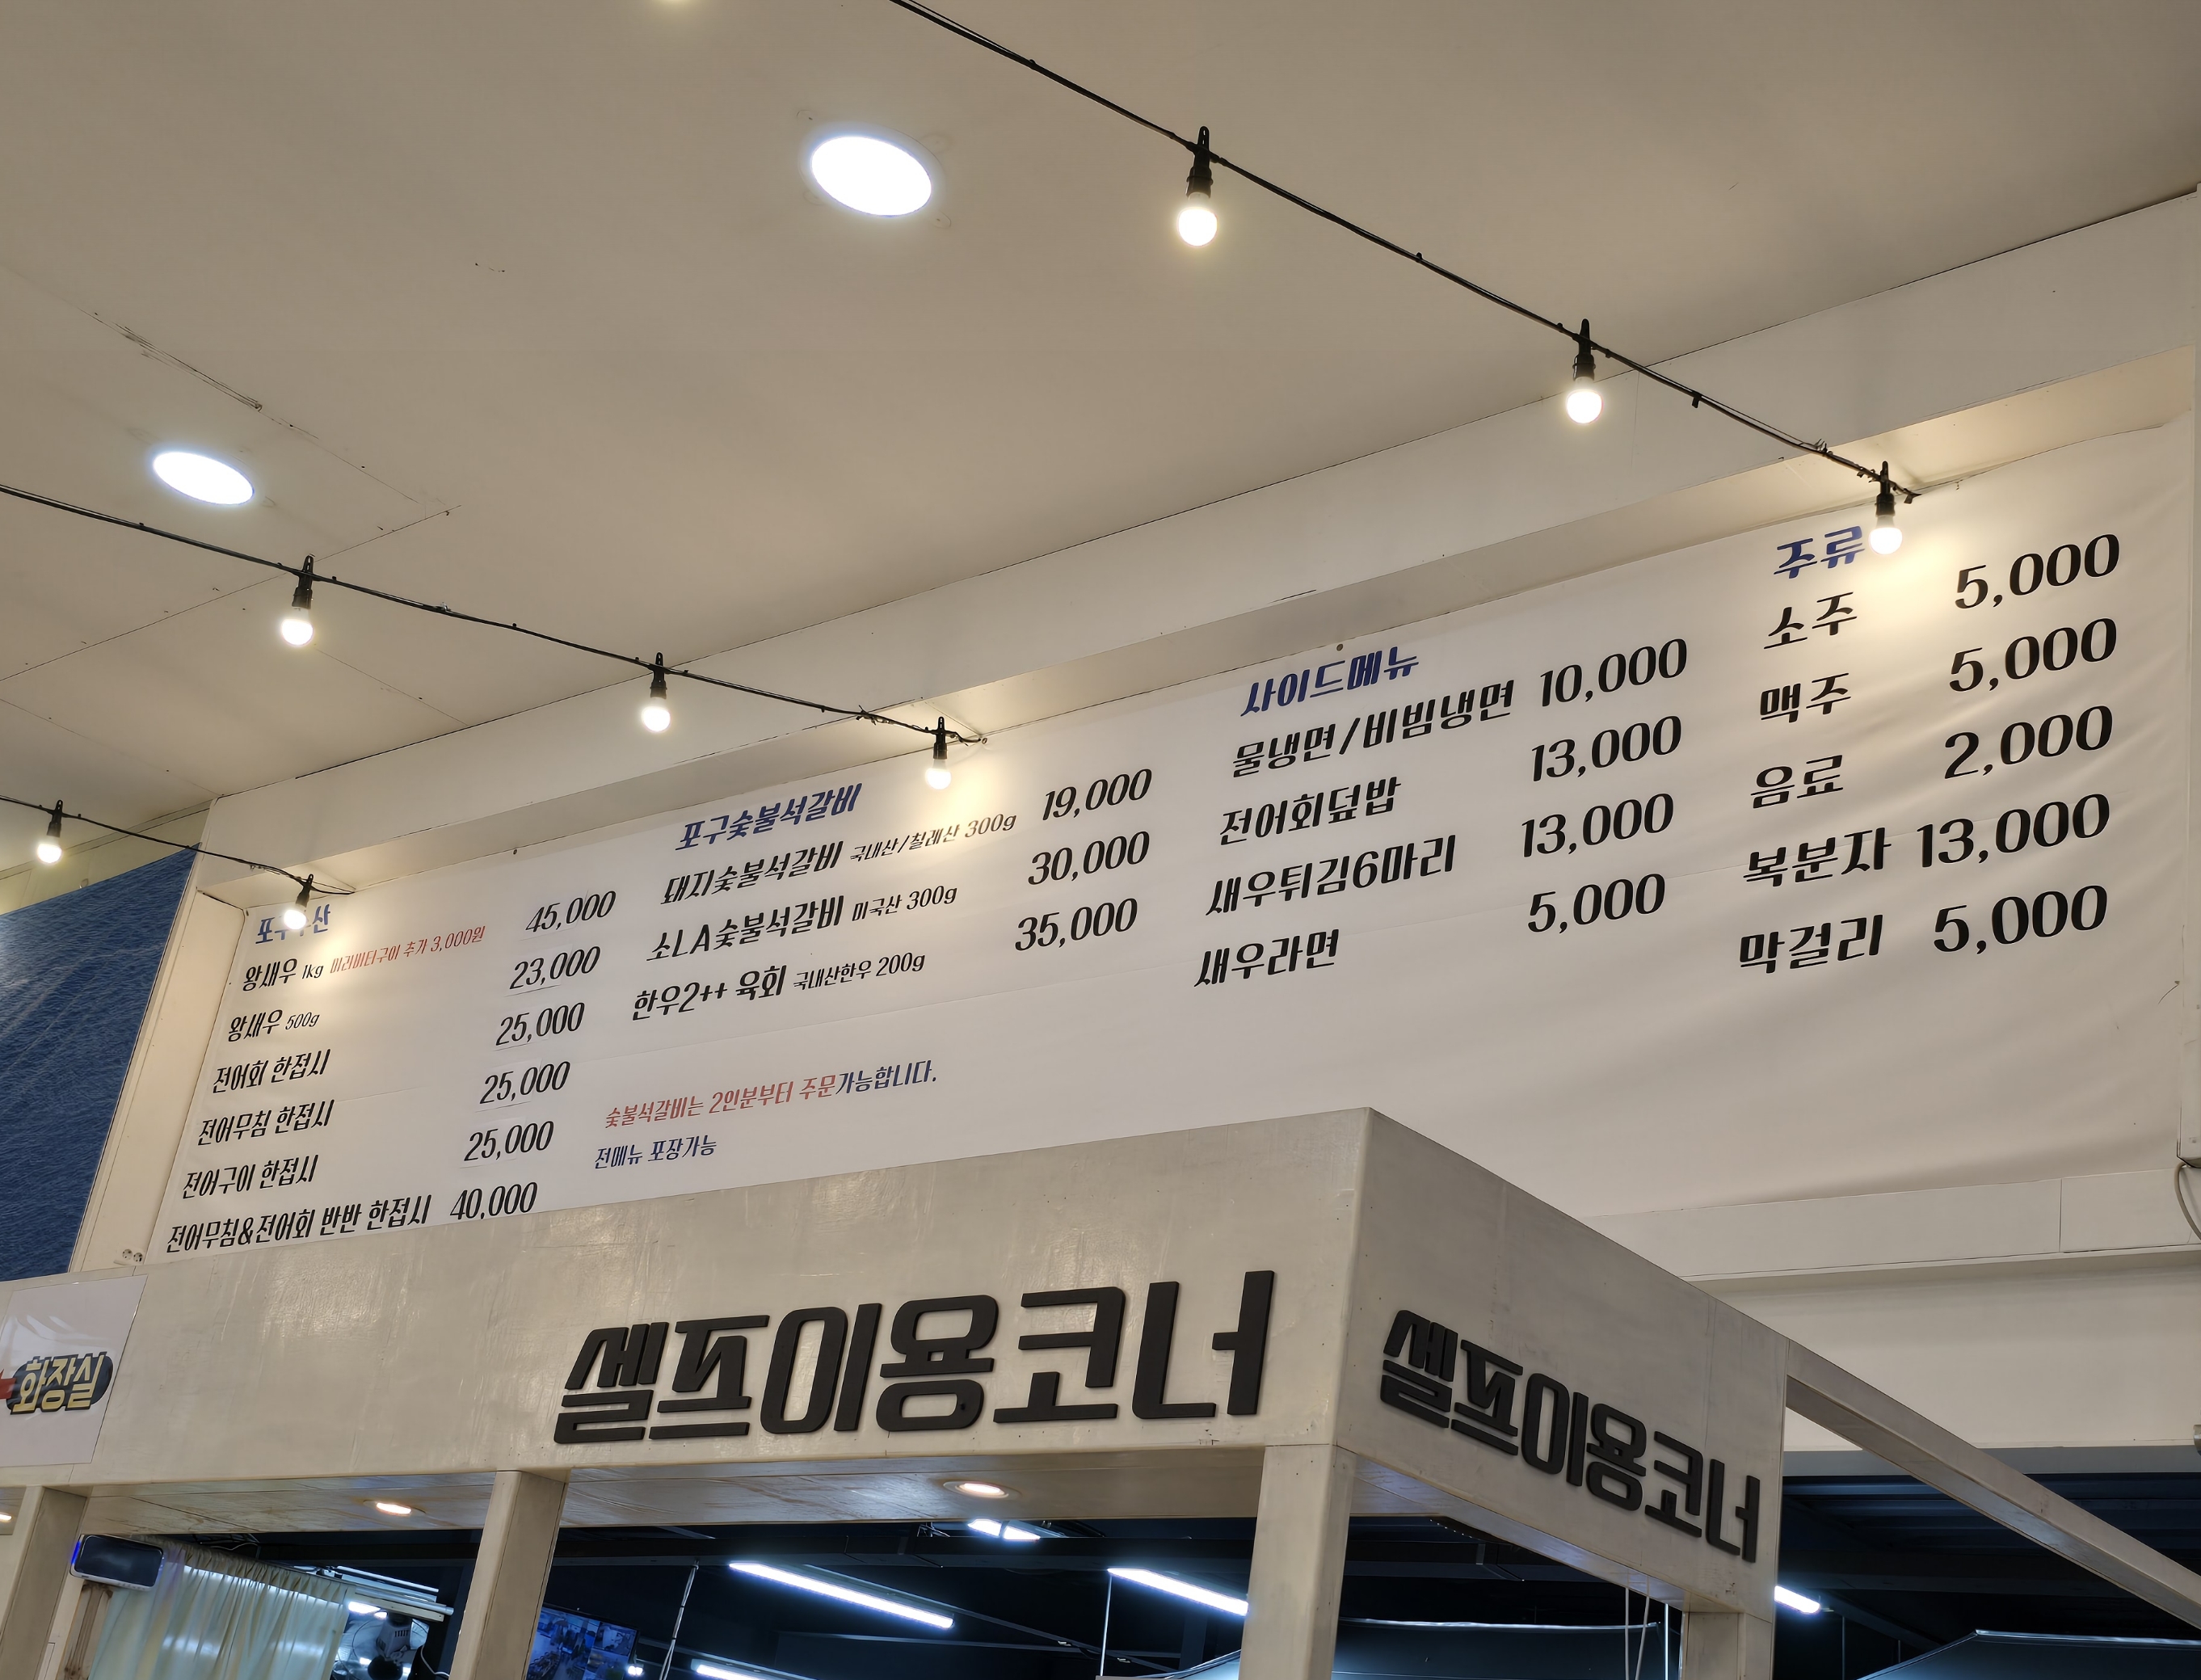 왕새우 1kg 머리버터구이 추가 3,000원 45,000
왕새우 500g 23,000
전어회 한접시 25,000
전어무침 한접시 25,000
전어구이 한접시 25,000
전어무침&전어회 반반 한접시 40,000
포구숯불석갈비
돼지숯불석갈비 국내산/칠레산 300g 19,000
소LA숯불석갈비 미국산 300g 30,000
한우2++ 육회 국내산한우 200g 35,000
숯불석갈비는 2인분부터 주문가능합니다.
전메뉴 포장가능
사이드메뉴
물냉면/비빔냉면 10,000
전어회덮밥 13,000
새우튀김6마리 13,000
새우라면 5,000
주류
소주 5,000
맥주 5,000
음료 2,000
복분자 13,000
막걸리 5,000
화장실
셀프이용코너
셀프이용코너